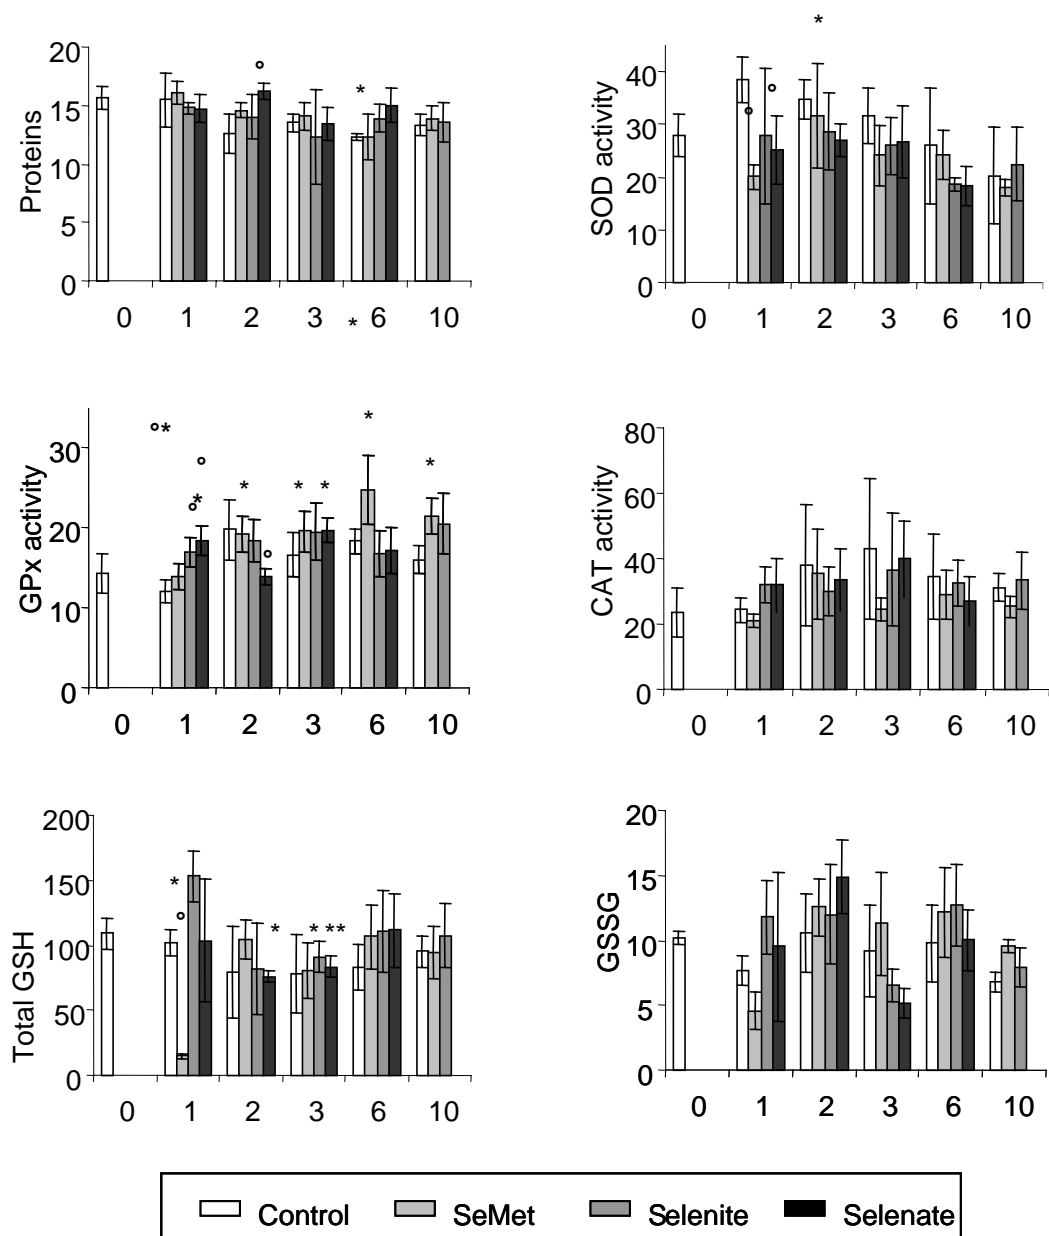 *
20
15
10
5
0
Proteins
° *
0 1 2 3 * 6 10
40
30
20
10
0
SOD activity
° °
0 1 2 3 6 10
30
20
10
0
GPx activity
°* ° °* * ° * * * *
0 1 2 3 6 10
80
60
40
20
0
CAT activity
0 1 2 3 6 10
200
150
100
50
0
Total GSH
* ° * * **
0 1 2 3 6 10
20
15
10
5
0
GSSG
0 1 2 3 6 10
Control SeMet Selenite Selenate